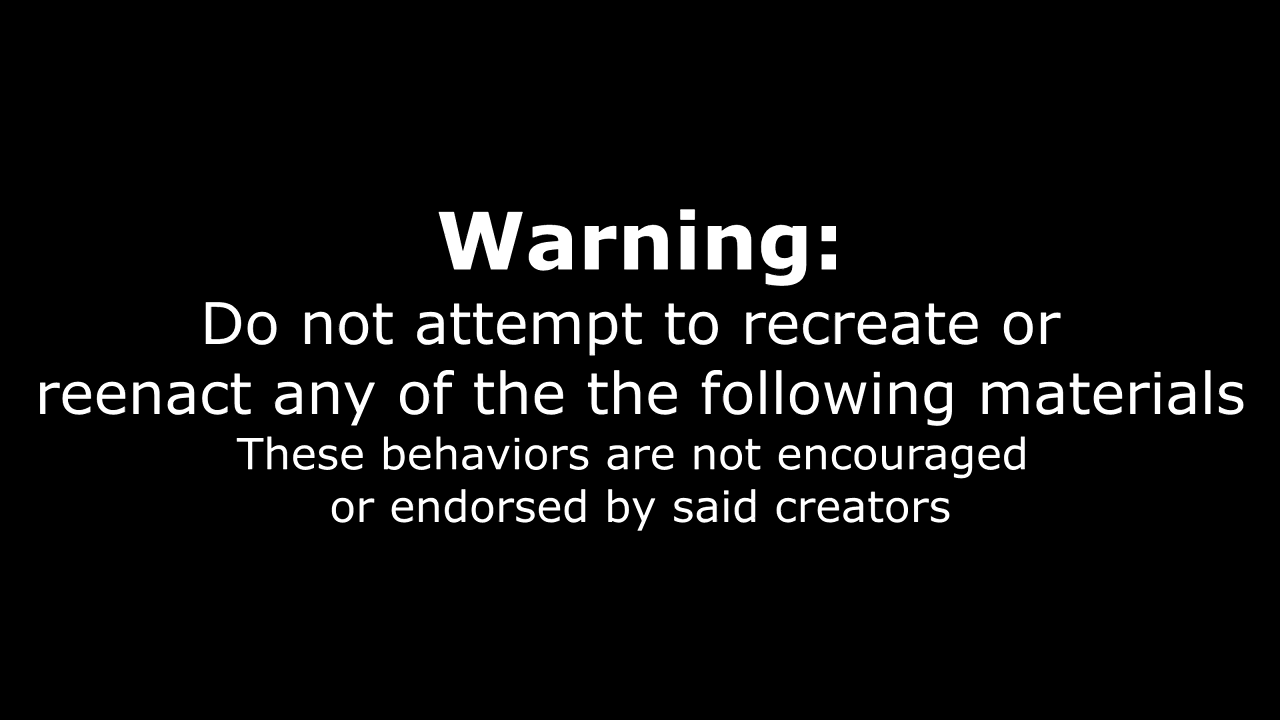 Warning:
Do not attempt to recreate or
reenact any of the the following materials
These behaviors are not encouraged
or endorsed by said creators